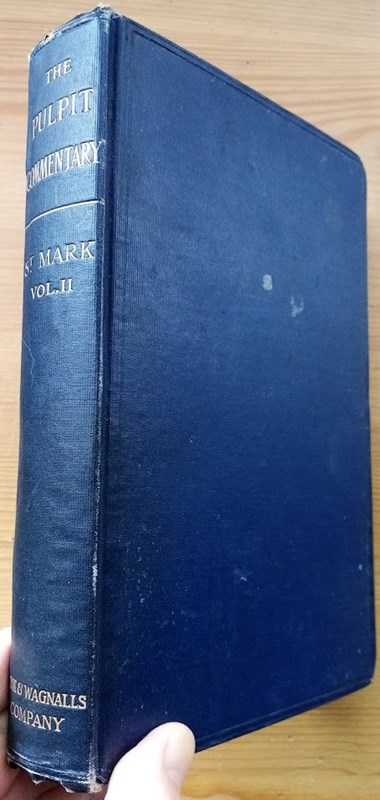 THE
PULPIT
COMMENTARY
ST MARK
VOL. II
& WAGNALLS
COMPANY